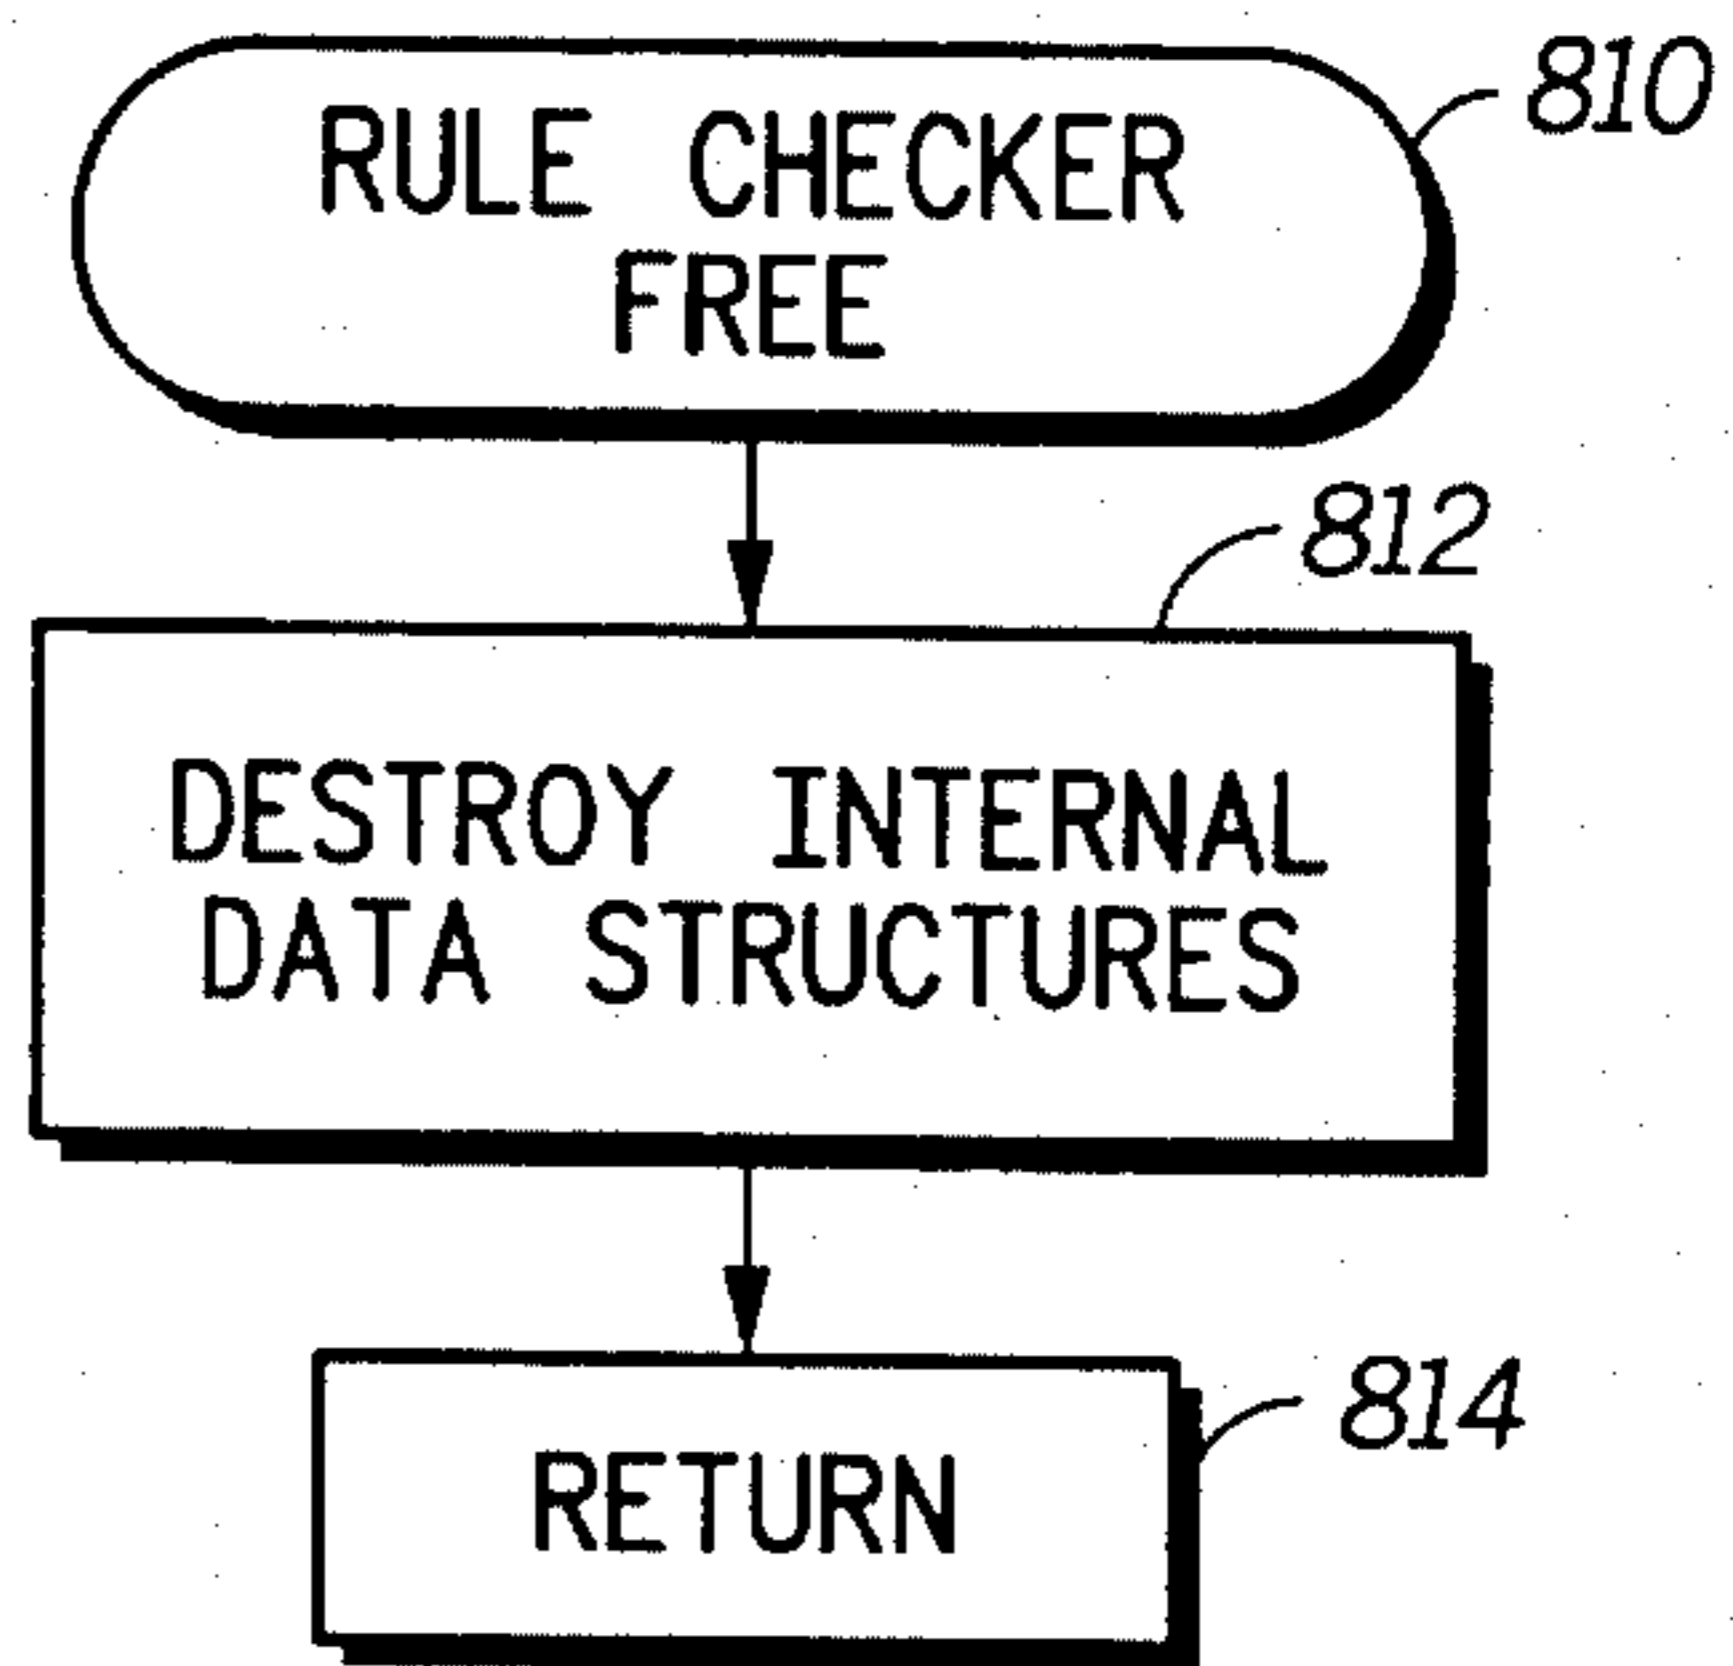 RULE CHECKER
FREE
810
812
DESTROY INTERNAL
DATA STRUCTURES
814
RETURN